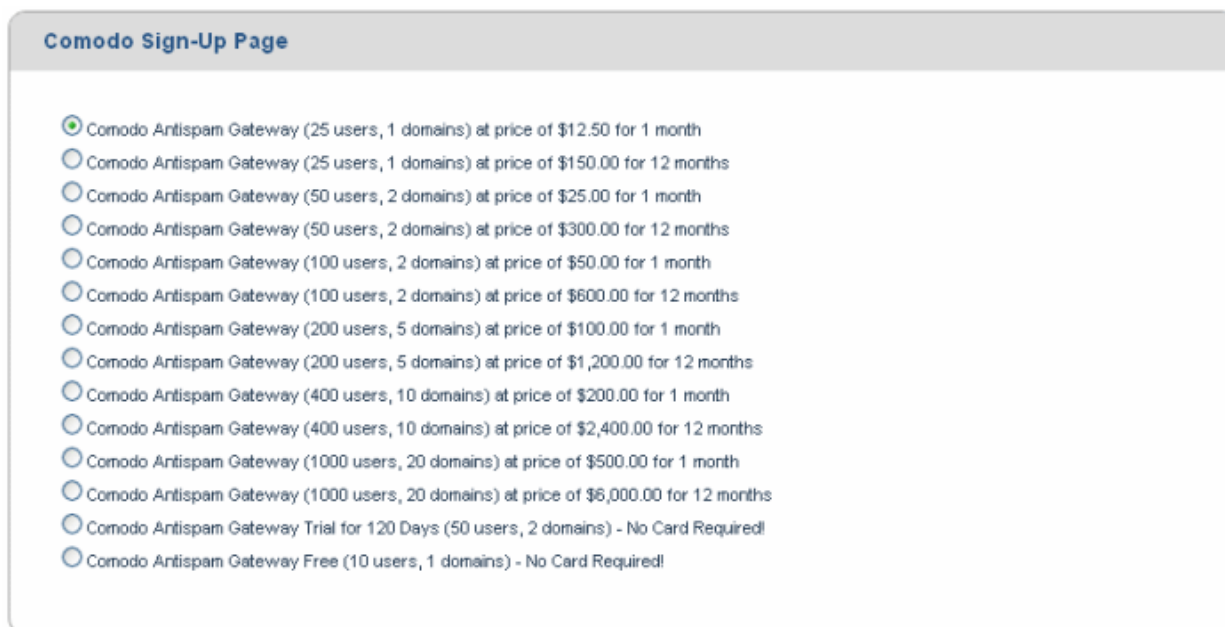 Comodo Sign-Up Page
Comodo Antispam Gateway (25 users, 1 domains) at price of $12.50 for 1 month
Comodo Antispam Gateway (25 users, 1 domains) at price of $150.00 for 12 months
Comodo Antispam Gateway (50 users, 2 domains) at price of $25.00 for 1 month
Comodo Antispam Gateway (50 users, 2 domains) at price of $300.00 for 12 months
Comodo Antispam Gateway (100 users, 2 domains) at price of $50.00 for 1 month
Comodo Antispam Gateway (100 users, 2 domains) at price of $600.00 for 12 months
Comodo Antispam Gateway (200 users, 5 domains) at price of $100.00 for 1 month
Comodo Antispam Gateway (200 users, 5 domains) at price of $1,200.00 for 12 months
Comodo Antispam Gateway (400 users, 10 domains) at price of $200.00 for 1 month
Comodo Antispam Gateway (400 users, 10 domains) at price of $2,400.00 for 12 months
Comodo Antispam Gateway (1000 users, 20 domains) at price of $500.00 for 1 month
Comodo Antispam Gateway (1000 users, 20 domains) at price of $6,000.00 for 12 months
Comodo Antispam Gateway Trial for 120 Days (50 users, 2 domains) - No Card Required!
Comodo Antispam Gateway Free (10 users, 1 domains) - No Card Required!